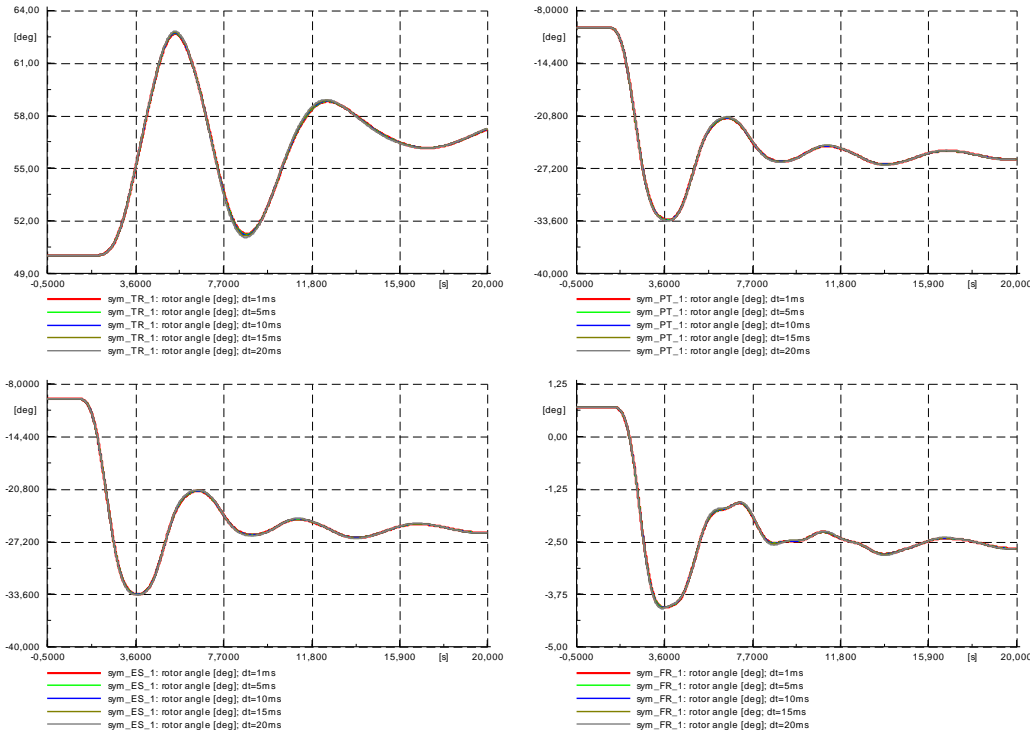 64,00
[deg]
61,00
58,00
55,00
52,00
49,00
-0,5000 3,6000 7,7000 11,800 15,900 [s] 20,000
sym_TR_1: rotor angle [deg]; dt=1ms
sym_TR_1: rotor angle [deg]; dt=5ms
sym_TR_1: rotor angle [deg]; dt=10ms
sym_TR_1: rotor angle [deg]; dt=15ms
sym_TR_1: rotor angle [deg]; dt=20ms
-8,0000
[deg]
-14,400
-20,800
-27,200
-33,600
-40,000
-0,5000 3,6000 7,7000 11,800 15,900 [s] 20,000
sym_PT_1: rotor angle [deg]; dt=1ms
sym_PT_1: rotor angle [deg]; dt=5ms
sym_PT_1: rotor angle [deg]; dt=10ms
sym_PT_1: rotor angle [deg]; dt=15ms
sym_PT_1: rotor angle [deg]; dt=20ms
-8,0000
[deg]
-14,400
-20,800
-27,200
-33,600
-40,000
-0,5000 3,6000 7,7000 11,800 15,900 [s] 20,000
sym_ES_1: rotor angle [deg]; dt=1ms
sym_ES_1: rotor angle [deg]; dt=5ms
sym_ES_1: rotor angle [deg]; dt=10ms
sym_ES_1: rotor angle [deg]; dt=15ms
sym_ES_1: rotor angle [deg]; dt=20ms
1,25
[deg]
0,00
-1,25
-2,50
-3,75
-5,00
-0,5000 3,6000 7,7000 11,800 15,900 [s] 20,000
sym_FR_1: rotor angle [deg]; dt=1ms
sym_FR_1: rotor angle [deg]; dt=5ms
sym_FR_1: rotor angle [deg]; dt=10ms
sym_FR_1: rotor angle [deg]; dt=15ms
sym_FR_1: rotor angle [deg]; dt=20ms